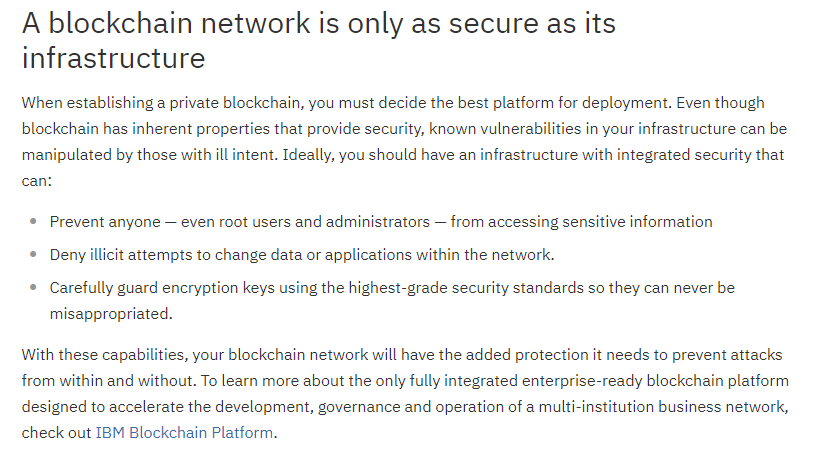 A blockchain network is only as secure as its
infrastructure
When establishing a private blockchain, you must decide the best platform for deployment. Even though
blockchain has inherent properties that provide security, known vulnerabilities in your infrastructure can be
manipulated by those with ill intent. Ideally, you should have an infrastructure with integrated security that
can:
• Prevent anyone — even root users and administrators — from accessing sensitive information
• Deny illicit attempts to change data or applications within the network.
• Carefully guard encryption keys using the highest-grade security standards so they can never be
misappropriated.
With these capabilities, your blockchain network will have the added protection it needs to prevent attacks
from within and without. To learn more about the only fully integrated enterprise-ready blockchain platform
designed to accelerate the development, governance and operation of a multi-institution business network,
check out IBM Blockchain Platform.